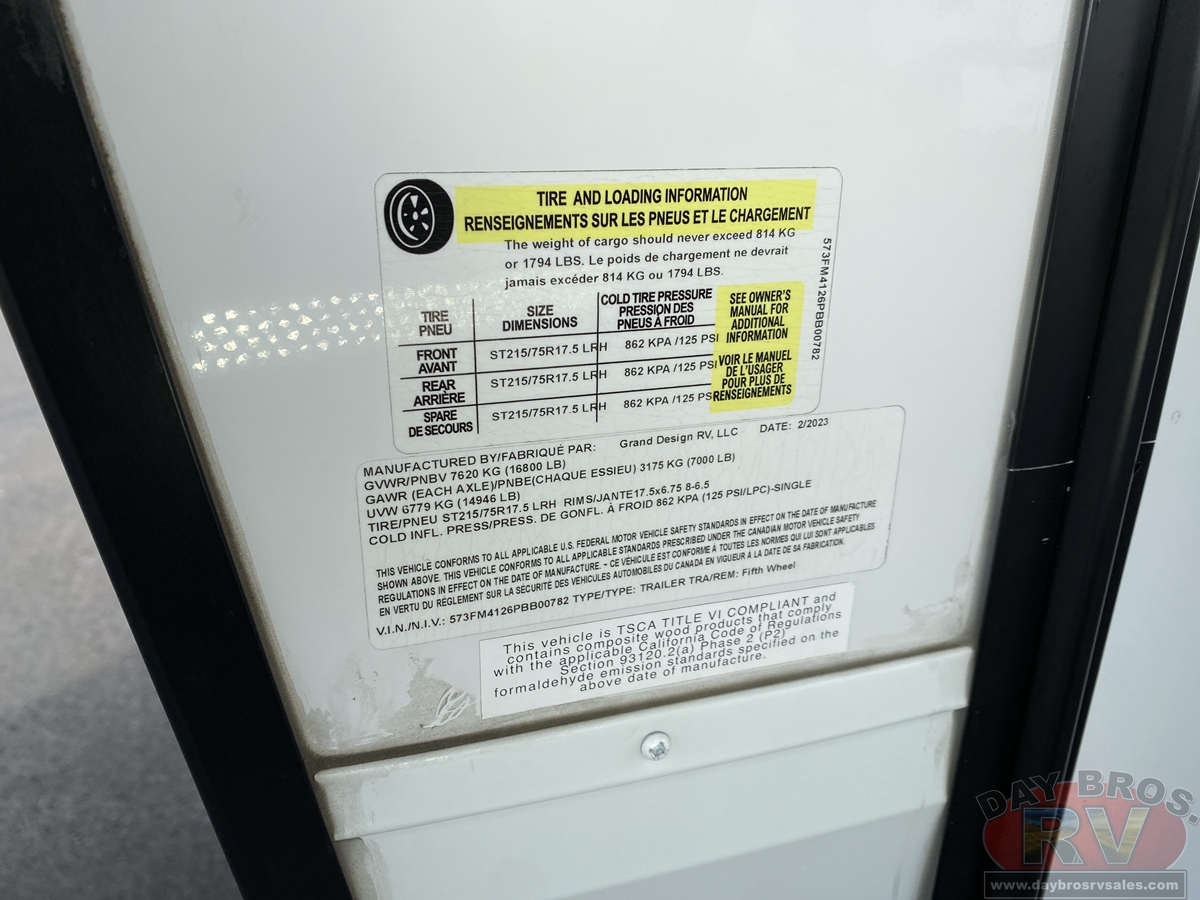 TIRE AND LOADING INFORMATION
RENSEIGNEMENTS SUR LES PNEUS ET LE CHARGEMENT
The weight of cargo should never exceed 814 KG
or 1794 LBS. Le poids de chargement ne devrait
jamais excéder 814 KG ou 1794 LBS.
TIRE
PNEU
SIZE
DIMENSIONS
COLD TIRE PRESSURE
PRESSION DES
PNEUS À FROID
FRONT
AVANT
ST215/75R17.5 LRH
862 KPA /125 PSI
REAR
ARRIÈRE
ST215/75R17.5 LRH
862 KPA /125 PSI
SPARE
DE SECOURS
ST215/75R17.5 LRH
862 KPA /125 PS
SEE OWNER'S
MANUAL FOR
ADDITIONAL
INFORMATION
VOIR LE MANUEL
DE L'USAGER
POUR PLUS DE
RENSEIGNEMENTS
573FM4126PBB00782
MANUFACTURED BY/FABRIQUÉ PAR: Grand Design RV, LLC DATE: 2/2023
GVWR/PNBV 7620 KG (16800 LB)
GAWR (EACH AXLE)/PNBE(CHAQUE ESSIEU) 3175 KG (7000 LB)
UVW 6779 KG (14946 LB)
TIRE/PNEU ST215/75R17.5 LRH RIMS/JANTE17.5x6.75 8-6.5
COLD INFL. PRESS/PRESS. DE GONFL. À FROID 862 KPA (125 PSI/LPC)-SINGLE
THIS VEHICLE CONFORMS TO ALL APPLICABLE U.S. FEDERAL MOTOR VEHICLE SAFETY STANDARDS IN EFFECT ON THE DATE OF MANUFACTURE
SHOWN ABOVE. THIS VEHICLE CONFORMS TO ALL APPLICABLE STANDARDS PRESCRIBED UNDER THE CANADIAN MOTOR VEHICLE SAFETY
REGULATIONS IN EFFECT ON THE DATE OF MANUFACTURE. - CE VÉHICULE EST CONFORME À TOUTES LES NORMES QUI LUI SONT APPLICABLES
EN VERTU DU RÉGLEMENT SUR LA SÉCURITÉ DES VÉHICULES AUTOMOBILES DU CANADA EN VIGUEUR À LA DATE DE SA FABRICATION.
V.I.N./N.I.V.: 573FM4126PBB00782 TYPE/TYPE: TRAILER TRA/REM: Fifth Wheel
This vehicle is TSCA TITLE VI COMPLIANT and
contains composite wood products that comply
with the applicable California Code of Regulations
Section 93120.2(a) Phase 2 (P2)
formaldehyde emission standards specified on the
above date of manufacture.
DAY BROS.
RV
www.daybrosrvsales.com